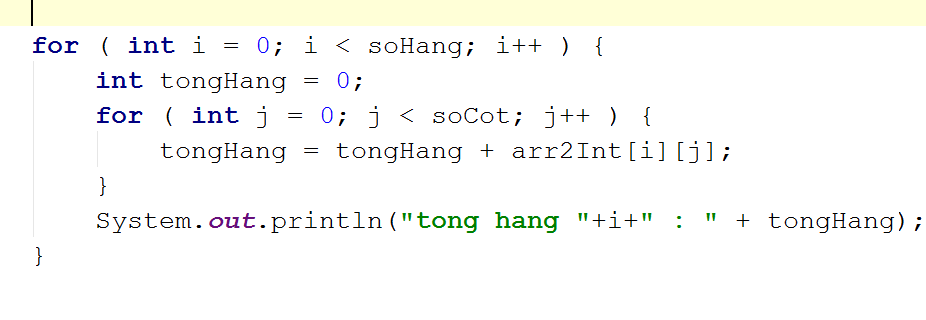 for ( int i = 0; i < soHang; i++ ) {
    int tongHang = 0;
    for ( int j = 0; j < soCot; j++ ) {
        tongHang = tongHang + arr2Int[i][j];
    }
    System.out.println("tong hang "+i+" : " + tongHang);
}